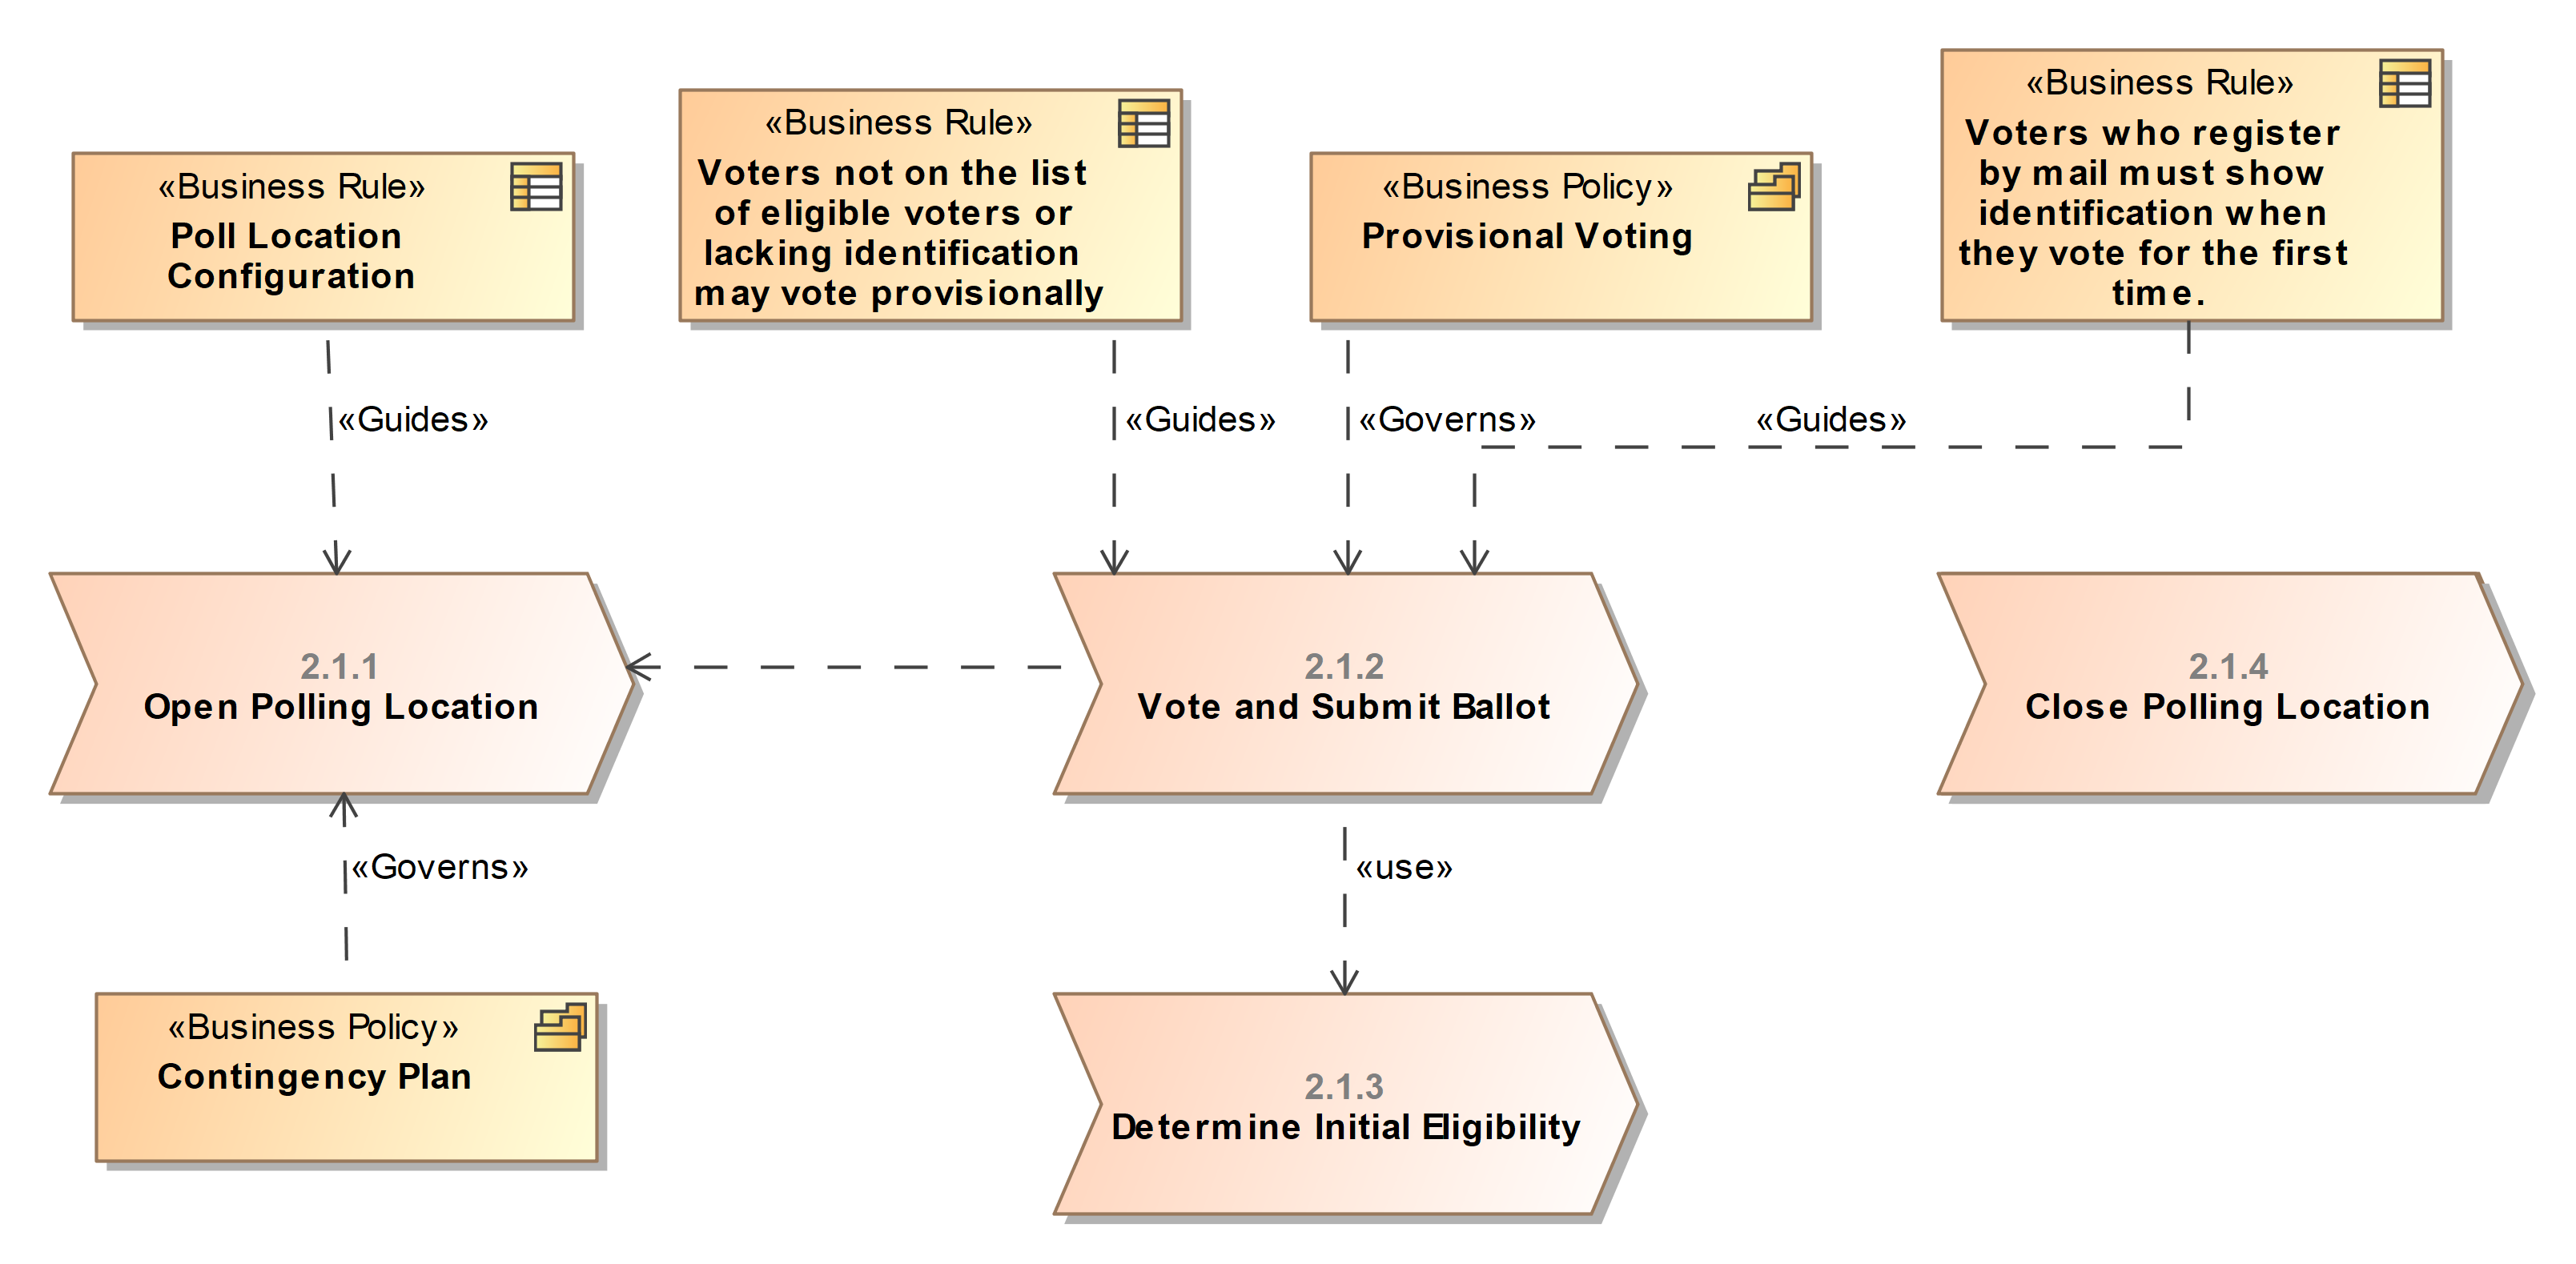 «Business Rule»
Poll Location
Configuration
«Business Rule»
Voters not on the list
of eligible voters or
lacking identification
may vote provisionally
«Business Policy»
Provisional Voting
«Business Rule»
Voters who register
by mail must show
identification when
they vote for the first
time.
«Guides»
«Guides»
«Governs»
«Guides»
2.1.1
Open Polling Location
2.1.2
Vote and Submit Ballot
2.1.4
Close Polling Location
«Governs»
«use»
«Business Policy»
Contingency Plan
2.1.3
Determine Initial Eligibility